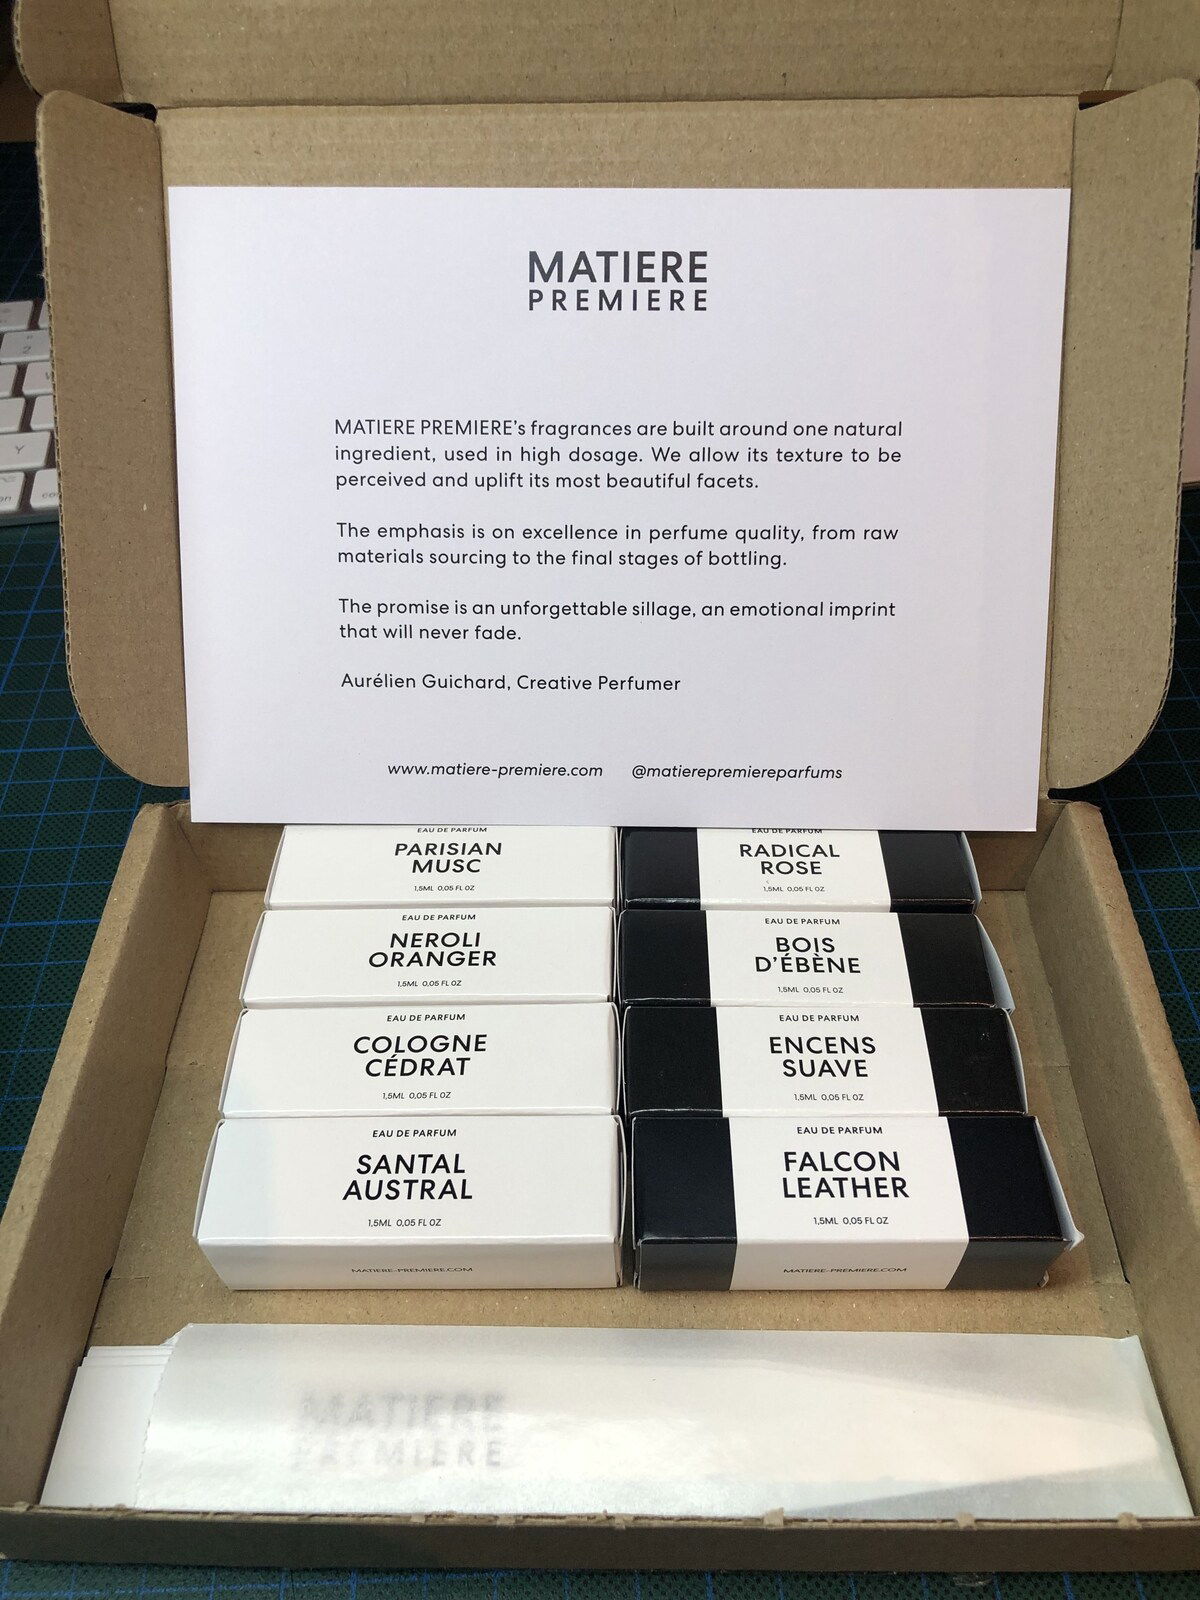 MATIERE
PREMIERE
MATIERE PREMIERE's fragrances are built around one natural
ingredient, used in high dosage. We allow its texture to be
perceived and uplift its most beautiful facets.
The emphasis is on excellence in perfume quality, from raw
materials sourcing to the final stages of bottling.
The promise is an unforgettable sillage, an emotional imprint
that will never fade.
Aurélien Guichard, Creative Perfumer
www.matiere-premiere.com @matierepremiereparfums
EAU DE PARFUM
PARISIAN
MUSC
1,5ML 0,05 FL OZ
EAU DE PARFUM
RADICAL
ROSE
1,5ML 0,05 FL OZ
EAU DE PARFUM
NEROLI
ORANGER
1,5ML 0,05 FL OZ
EAU DE PARFUM
BOIS
D'ÉBÈNE
1,5ML 0,05 FL OZ
EAU DE PARFUM
COLOGNE
CÉDRAT
1,5ML 0,05 FL OZ
EAU DE PARFUM
ENCENS
SUAVE
1,5ML 0,05 FL OZ
EAU DE PARFUM
SANTAL
AUSTRAL
1,5ML 0,05 FL OZ
MATIERE-PREMIERE.COM
EAU DE PARFUM
FALCON
LEATHER
1,5ML 0,05 FL OZ
MATIERE-PREMIERE.COM
MATIERE
PREMIERE